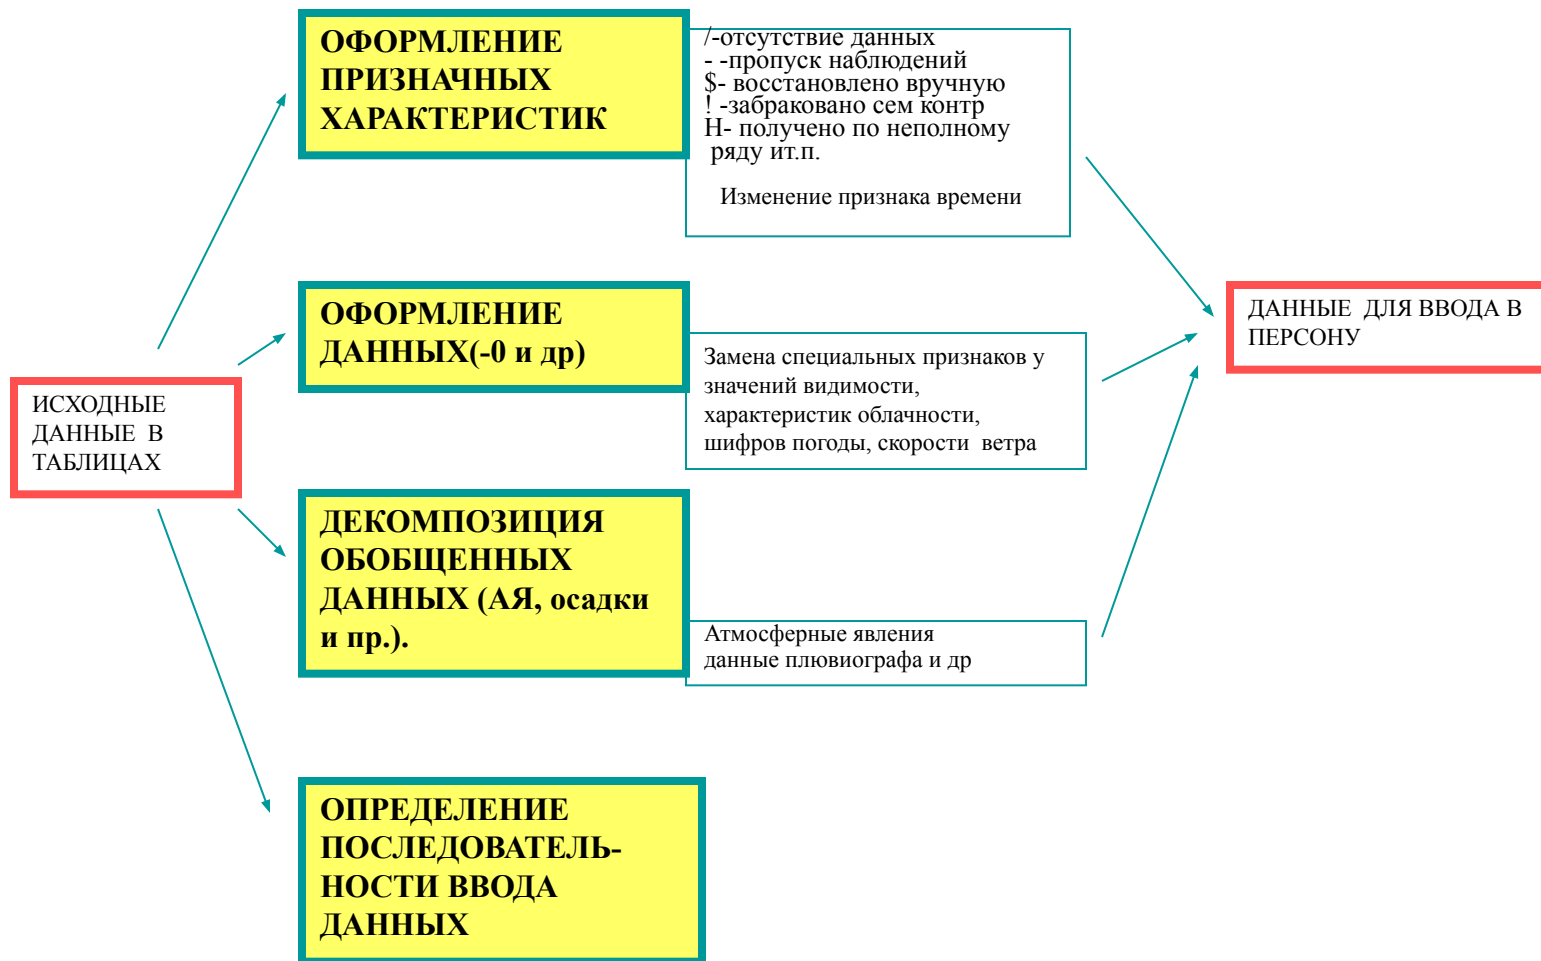 ОФОРМЛЕНИЕ
ПРИЗНАЧНЫХ
ХАРАКТЕРИСТИК
/-отсутствие данных
- -пропуск наблюдений
$- восстановлено вручную
! -забраковано сем контр
Н- получено по неполному
ряду ит.п.
Изменение признака времени
ОФОРМЛЕНИЕ
ДАННЫХ(-0 и др)
Замена специальных признаков у
значений видимости,
характеристик облачности,
шифров погоды, скорости ветра
ДАННЫЕ ДЛЯ ВВОДА В
ПЕРСОНУ
ИСХОДНЫЕ
ДАННЫЕ В
ТАБЛИЦАХ
ДЕКОМПОЗИЦИЯ
ОБОБЩЕННЫХ
ДАННЫХ (АЯ, осадки
и пр.).
Атмосферные явления
данные плювиографа и др
ОПРЕДЕЛЕНИЕ
ПОСЛЕДОВАТЕЛЬ-
НОСТИ ВВОДА
ДАННЫХ